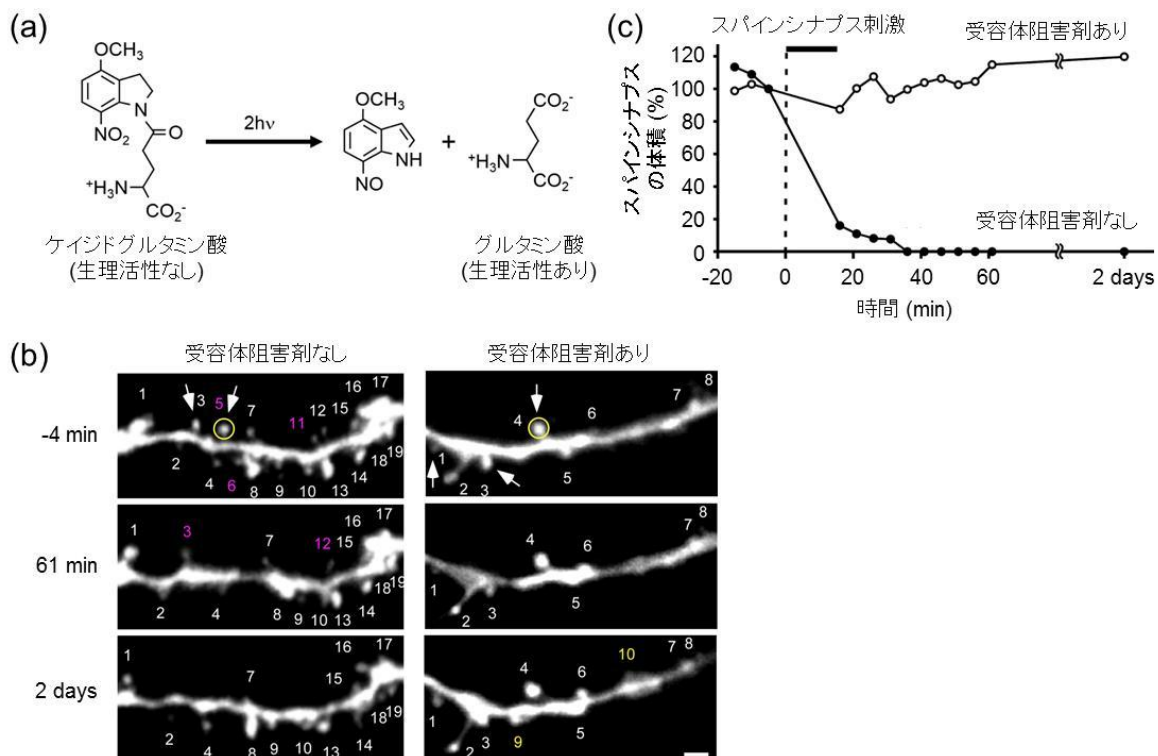 (a)
OCH₃
NO₂
N
O
⁺H₃N
CO₂⁻
ケイジドグルタミン酸
(生理活性なし)
2hν
OCH₃
NO
NH
+
CO₂⁻
⁺H₃N
CO₂⁻
グルタミン酸
(生理活性あり)
(c)
スパインシナプス刺激
受容体阻害剤あり
スパインシナプス
の体積 (%)
120
100
80
60
40
20
0
受容体阻害剤なし
-20 0 20 40 60 2 days
時間 (min)
(b)
受容体阻害剤なし
受容体阻害剤あり
-4 min
1 3 5 7 11 12 15 16 17
2 4 6 8 9 10 13 14 18 19
4 6 7 8
1 2 3 5
61 min
1 3 7 12 15 16 17
2 4 8 9 10 13 14 18 19
4 6 7 8
1 2 3 5
2 days
1 7 15 16 17
2 4 8 9 10 13 14 18 19
4 6 10 7 8
1 2 3 9 5